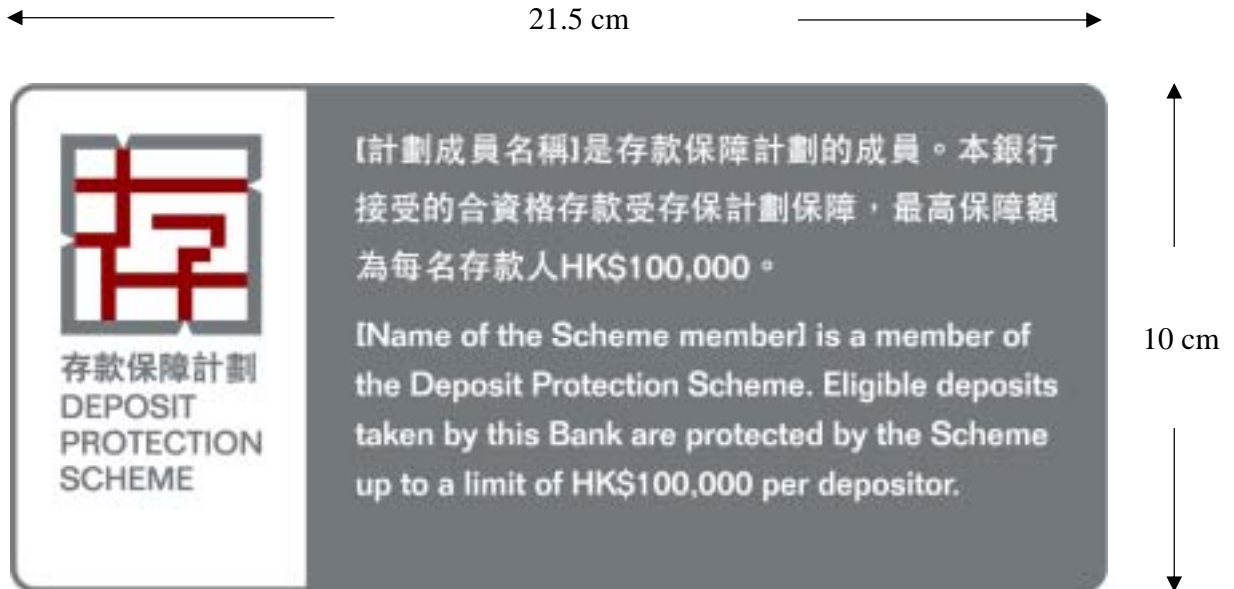 21.5 cm
[計劃成員名稱]是存款保障計劃的成員。本銀行
接受的合資格存款受存保計劃保障，最高保障額
為每名存款人HK$100,000。
[Name of the Scheme member] is a member of
the Deposit Protection Scheme. Eligible deposits
taken by this Bank are protected by the Scheme
up to a limit of HK$100,000 per depositor.
存
存款保障計劃
DEPOSIT
PROTECTION
SCHEME
10 cm